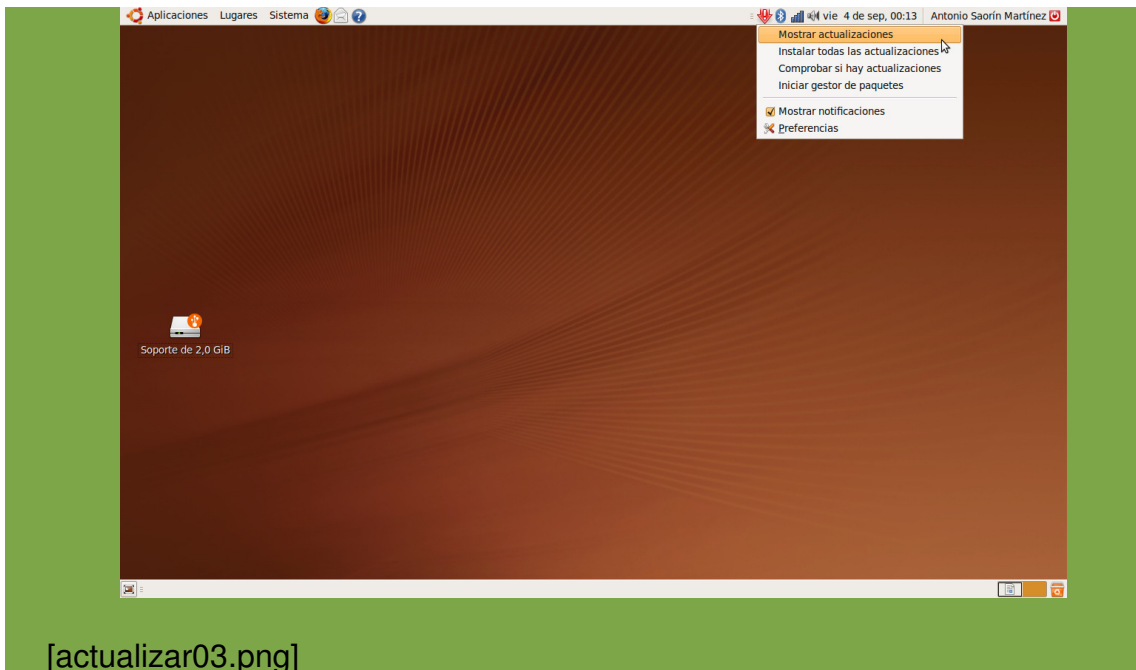 Aplicaciones Lugares Sistema vie 4 de sep, 00:13 Antonio Saorín Martínez
Mostrar actualizaciones
Instalar todas las actualizaciones
Comprobar si hay actualizaciones
Iniciar gestor de paquetes
Mostrar notificaciones
Preferencias
Soporte de 2,0 GiB
[actualizar03.png]